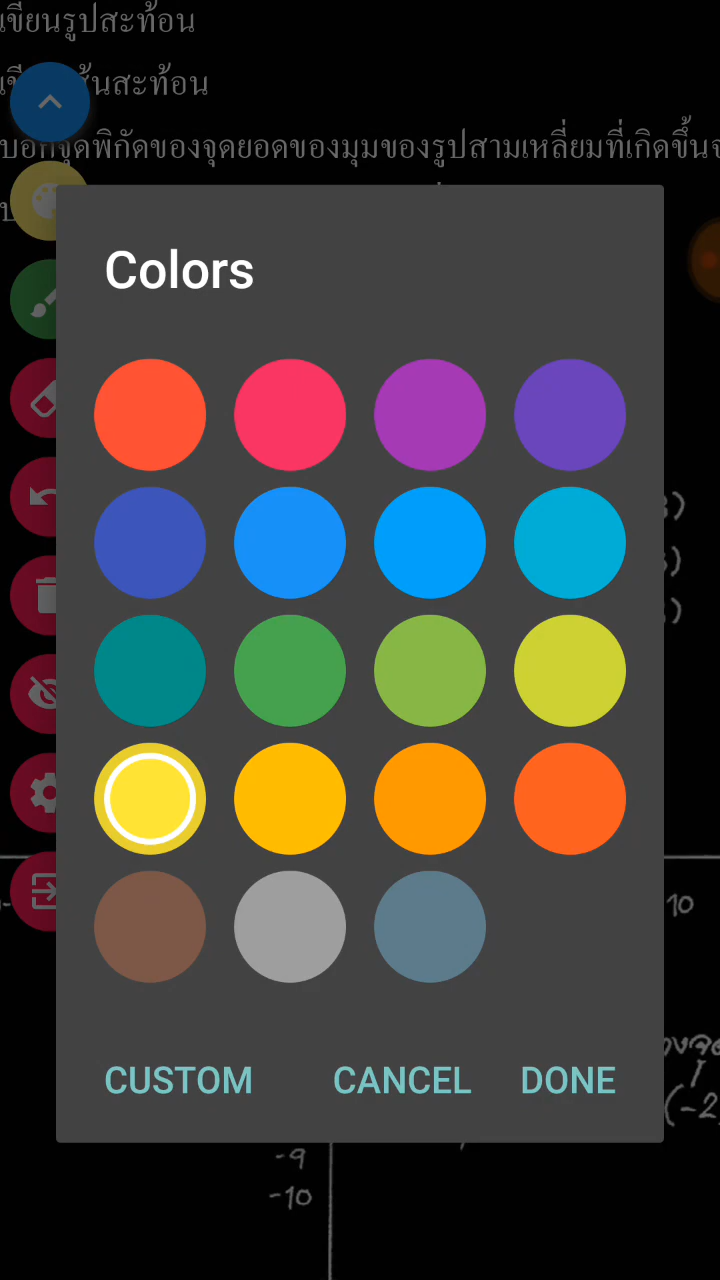 เขียนรูปสะท้อน
สะท้อน
บอกจุดพิกัดของจุดยอดของมุมของรูปสามเหลี่ยมที่เกิดขึ้น
Colors
10
(-2,
CUSTOM CANCEL DONE
-9
-10